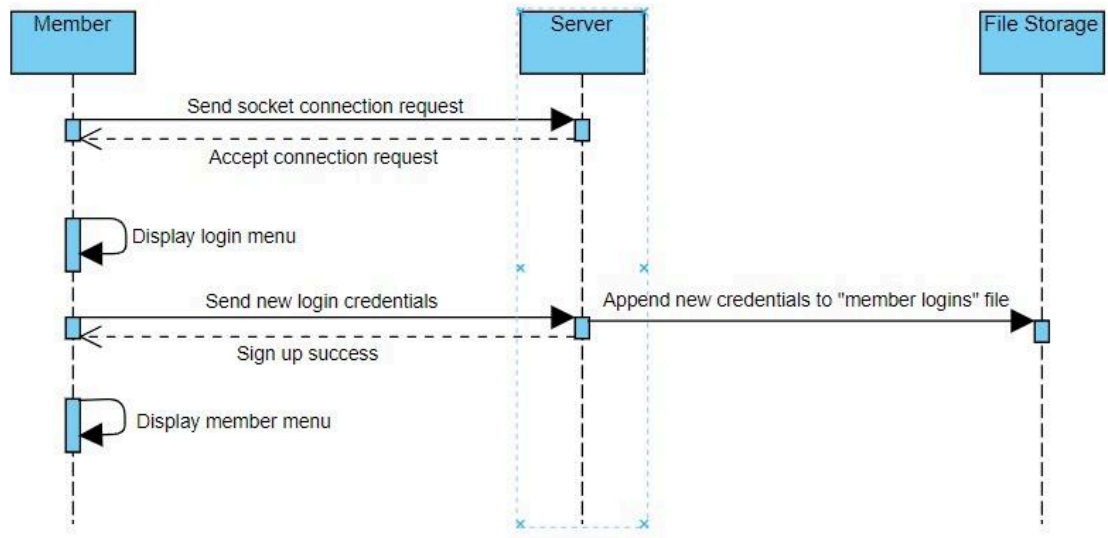 Member
Server
File Storage
Send socket connection request
Accept connection request
Display login menu
Send new login credentials
Append new credentials to "member logins" file
Sign up success
Display member menu